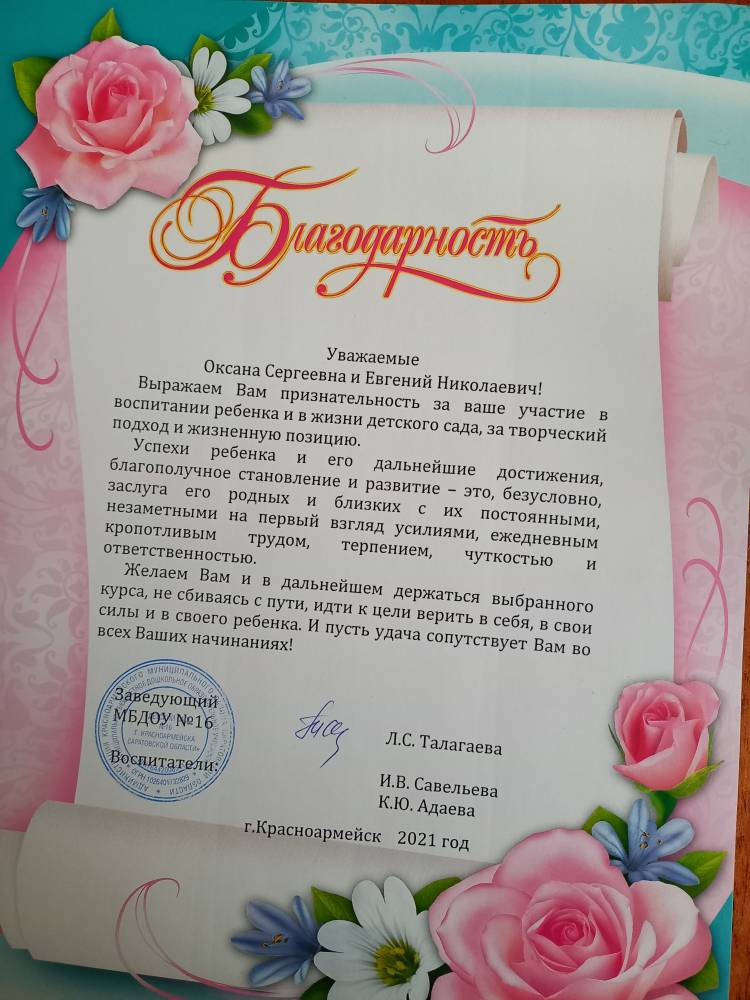 Благодарность
Уважаемые
Оксана Сергеевна и Евгений Николаевич!
Выражаем Вам признательность за ваше участие в
воспитании ребенка и в жизни детского сада, за творческий
подход и жизненную позицию.
Успехи ребенка и его дальнейшие достижения,
благополучное становление и развитие – это, безусловно,
заслуга его родных и близких с их постоянными,
незаметными на первый взгляд усилиями, ежедневным
кропотливым трудом, терпением, чуткостью и
ответственностью.
Желаем Вам и в дальнейшем держаться выбранного
курса, не сбиваясь с пути, идти к цели верить в себя, в свои
силы и в своего ребенка. И пусть удача сопутствует Вам во
всех Ваших начинаниях!
Заведующий
МБДОУ №16
Л.С. Талагаева
Воспитатели:
И.В. Савельева
К.Ю. Адаева
г.Красноармейск 2021 год
Г. КРАСНОАРМЕЙСКА
САРАТОВСКОЙ ОБЛАСТИ»